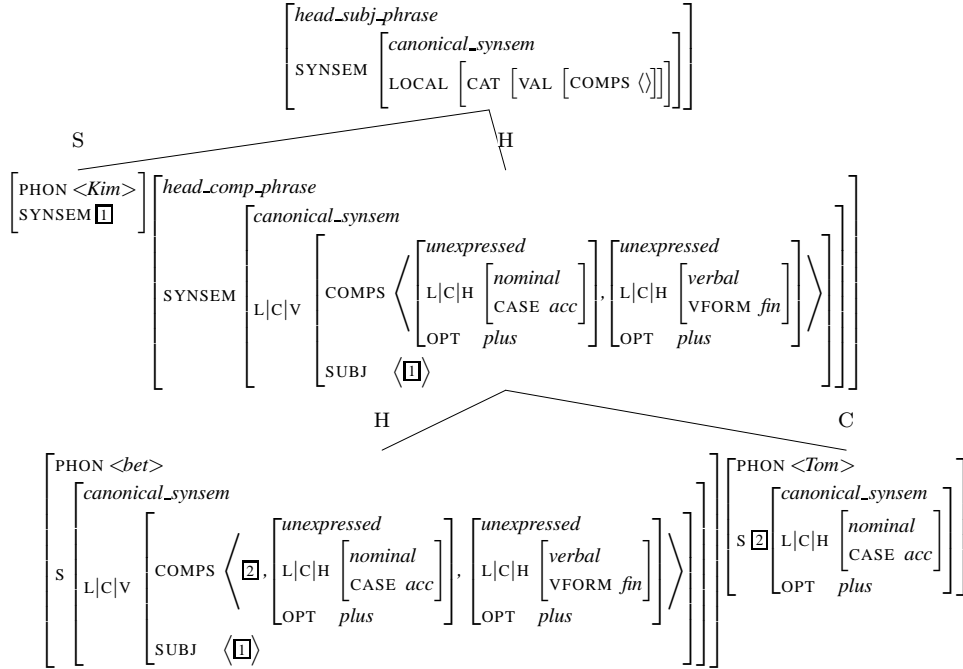 head_subj_phrase
canonical_synsem
SYNSEM
LOCAL [CAT [VAL [COMPS ⟨⟩]]]
S H
PHON <Kim>
SYNSEM 1
head_comp_phrase
canonical_synsem
unexpressed unexpressed
nominal verbal
COMPS L|C|H , L|C|H
SYNSEM CASE acc VFORM fin
L|C|V
OPT plus OPT plus
SUBJ ⟨1⟩
H C
PHON <bet> PHON <Tom>
canonical_synsem canonical_synsem
unexpressed unexpressed
nominal verbal nominal
COMPS 2, L|C|H , L|C|H S 2 L|C|H
S CASE acc VFORM fin CASE acc
L|C|V
OPT plus OPT plus OPT plus
SUBJ ⟨1⟩